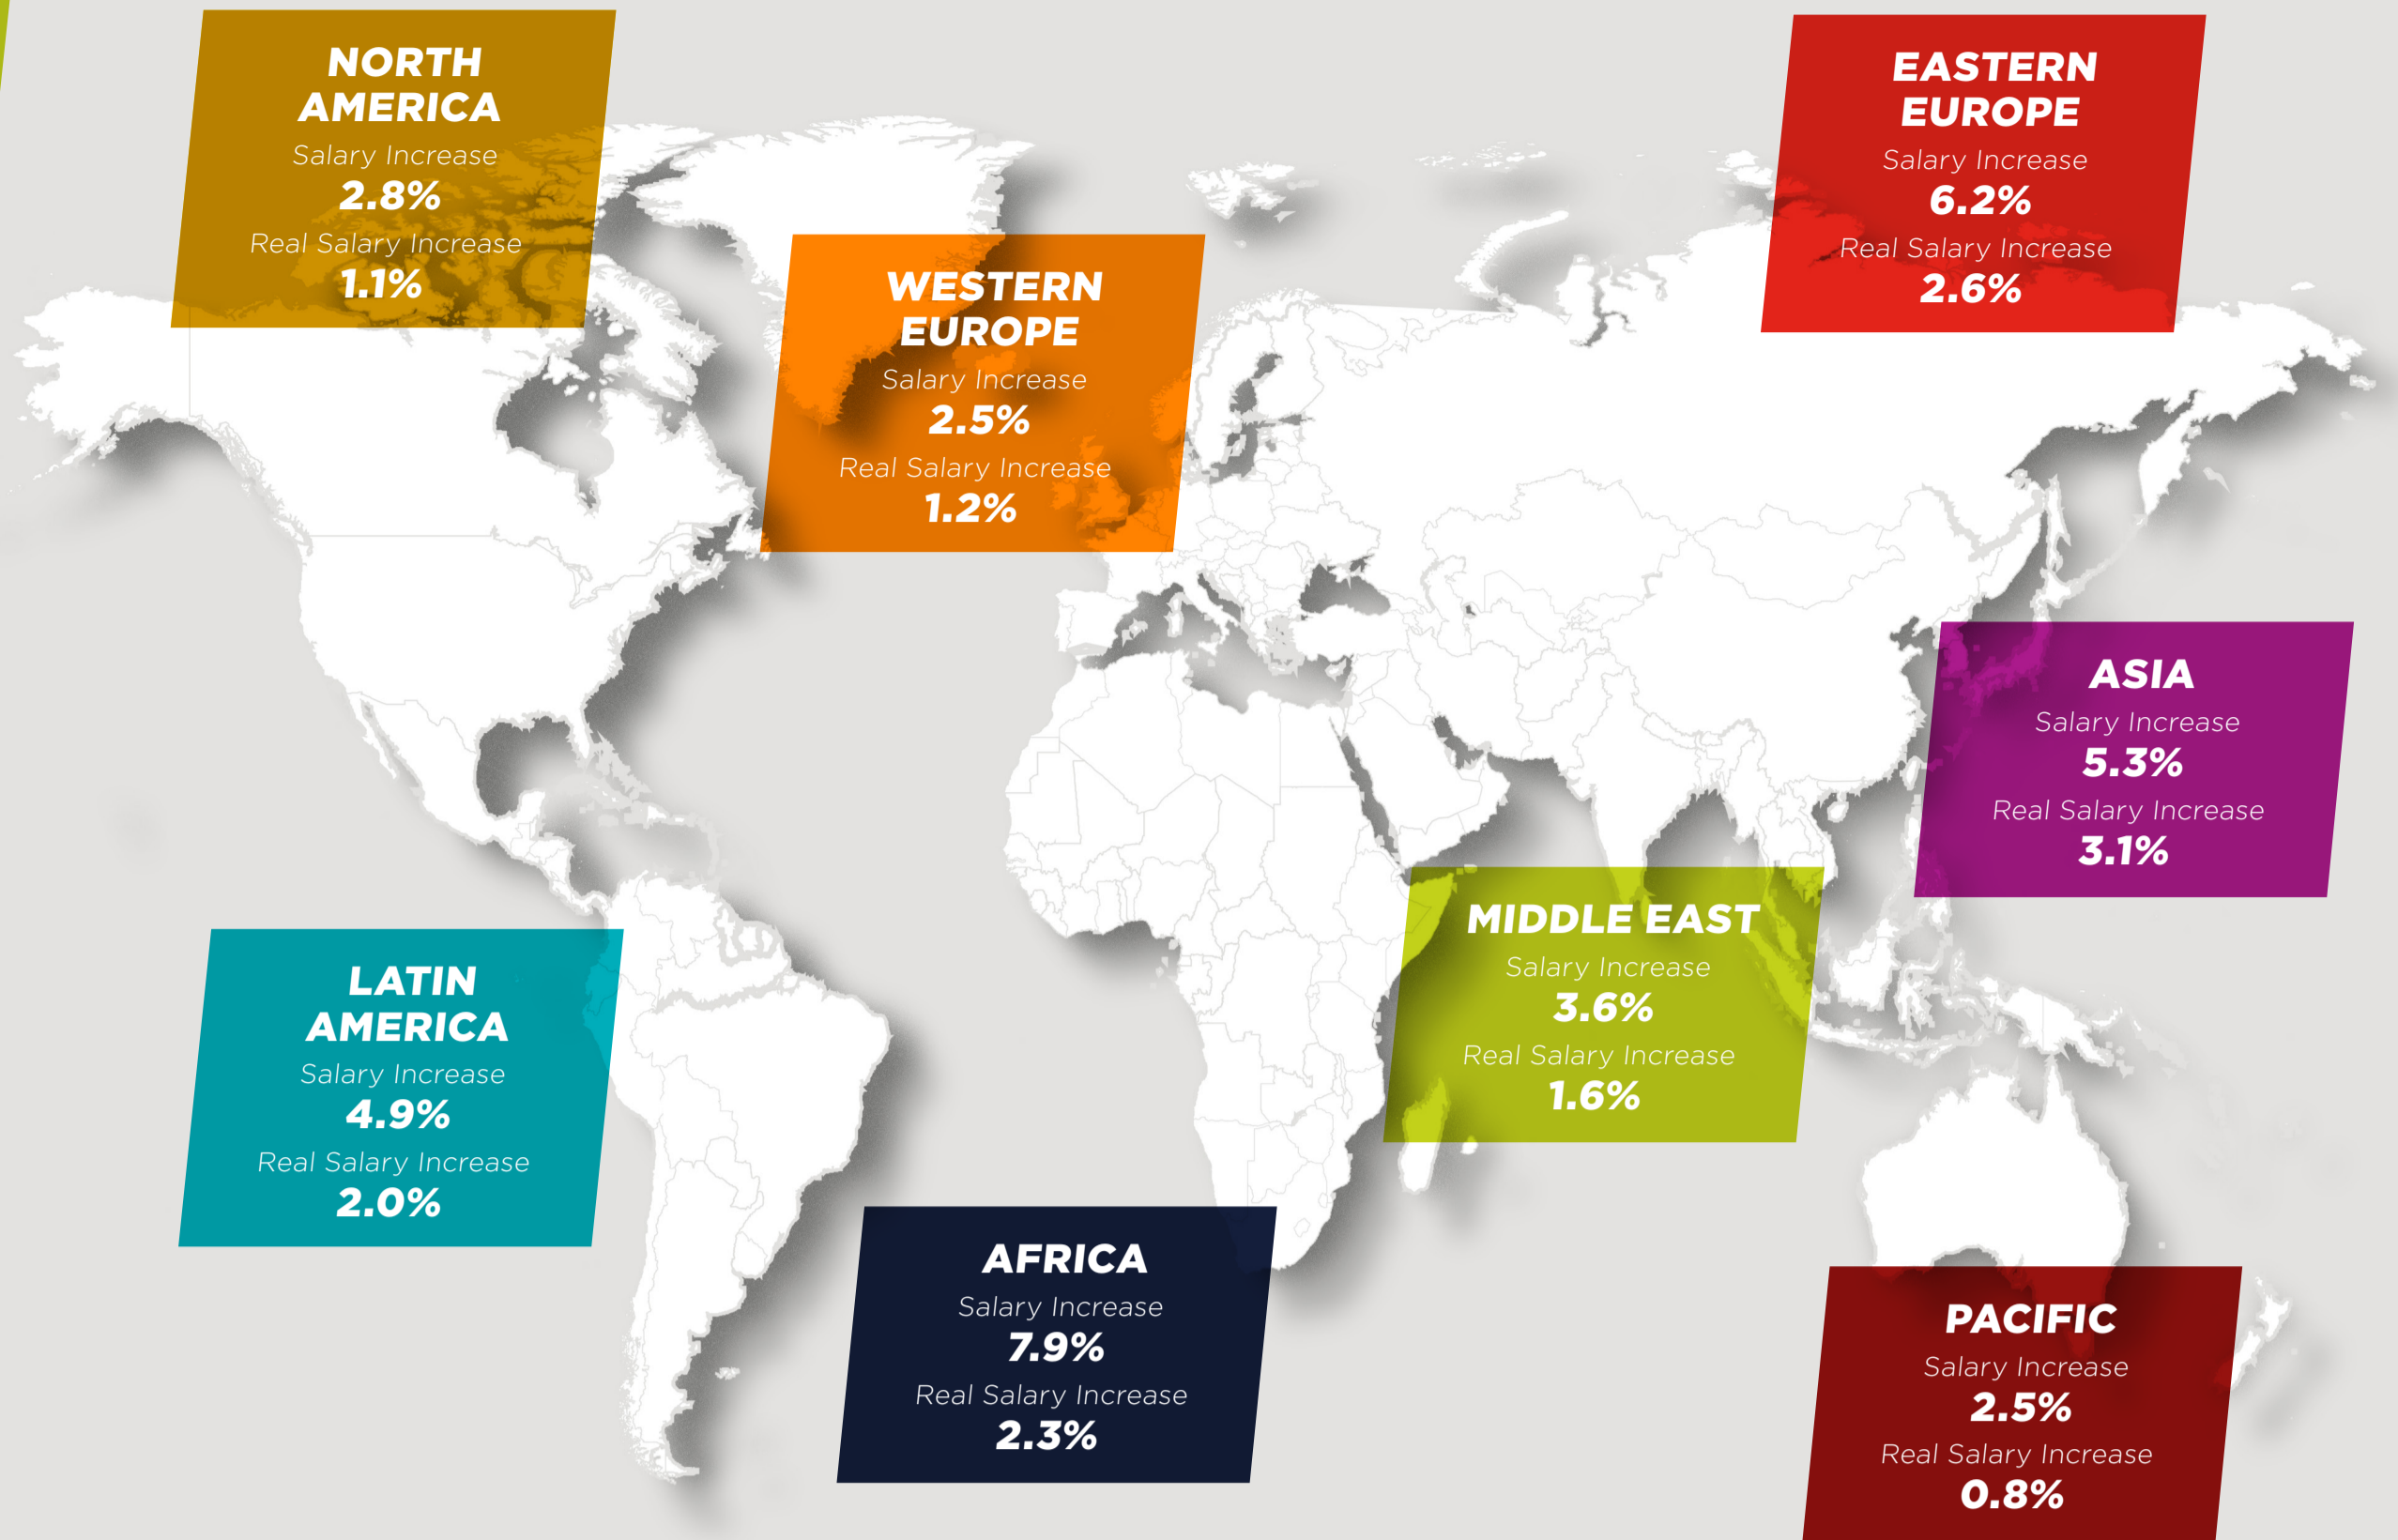 NORTH
AMERICA
Salary Increase
2.8%
Real Salary Increase
1.1%
EASTERN
EUROPE
Salary Increase
6.2%
Real Salary Increase
2.6%
WESTERN
EUROPE
Salary Increase
2.5%
Real Salary Increase
1.2%
ASIA
Salary Increase
5.3%
Real Salary Increase
3.1%
MIDDLE EAST
Salary Increase
3.6%
Real Salary Increase
1.6%
LATIN
AMERICA
Salary Increase
4.9%
Real Salary Increase
2.0%
AFRICA
Salary Increase
7.9%
Real Salary Increase
2.3%
PACIFIC
Salary Increase
2.5%
Real Salary Increase
0.8%